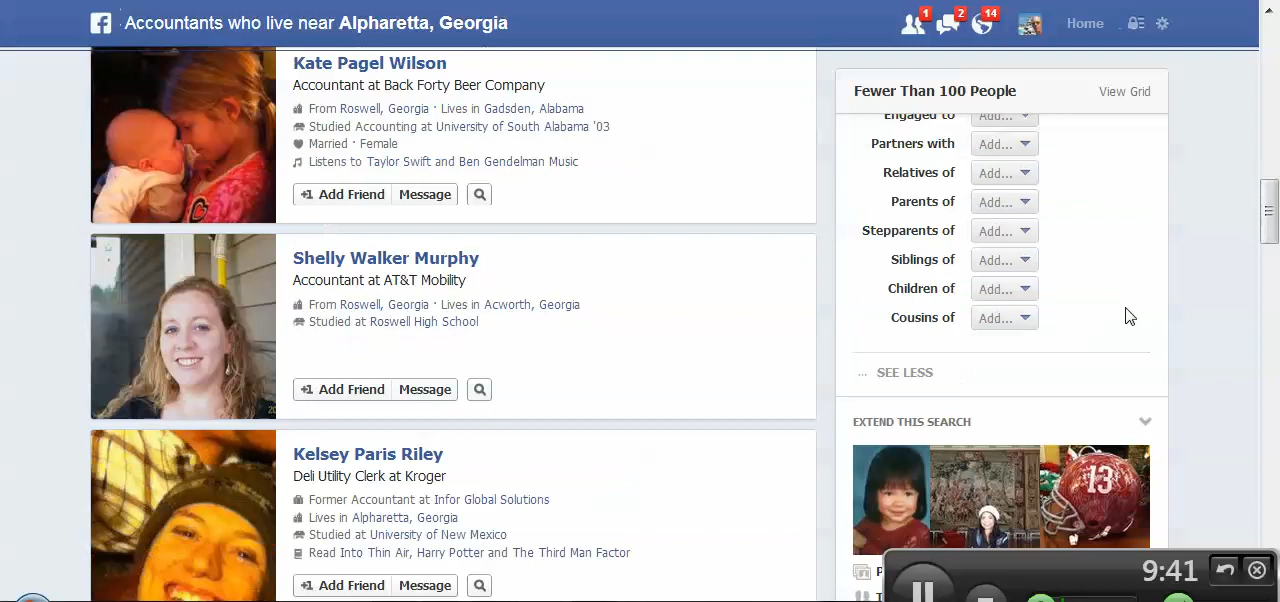 Accountants who live near Alpharetta, Georgia
1
2
14
Home
Kate Pagel Wilson
Accountant at Back Forty Beer Company
From Roswell, Georgia · Lives in Gadsden, Alabama
Studied Accounting at University of South Alabama '03
Married · Female
Listens to Taylor Swift and Ben Gendelman Music
+1 Add Friend
Message
Shelly Walker Murphy
Accountant at AT&T Mobility
From Roswell, Georgia · Lives in Acworth, Georgia
Studied at Roswell High School
+1 Add Friend
Message
Kelsey Paris Riley
Deli Utility Clerk at Kroger
Former Accountant at Infor Global Solutions
Lives in Alpharetta, Georgia
Studied at University of New Mexico
Read Into Thin Air, Harry Potter and The Third Man Factor
+1 Add Friend
Message
Fewer Than 100 People
View Grid
Engaged to Add...
Partners with Add...
Relatives of Add...
Parents of Add...
Stepparents of Add...
Siblings of Add...
Children of Add...
Cousins of Add...
... SEE LESS
EXTEND THIS SEARCH
13
9:41